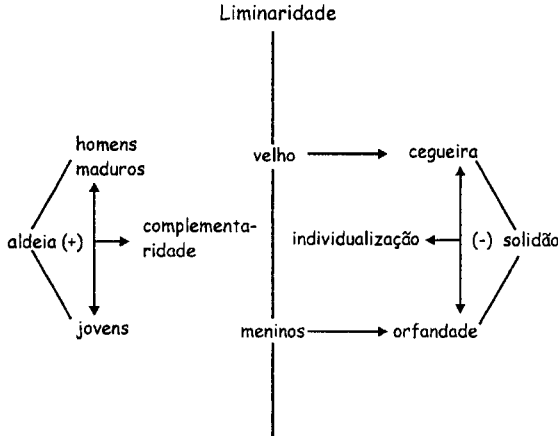 Liminaridade
homens
maduros
velho
cegueira
aldeia (+)
complementa-
ridade
individualização
(-) solidão
jovens
meninos
orfandade